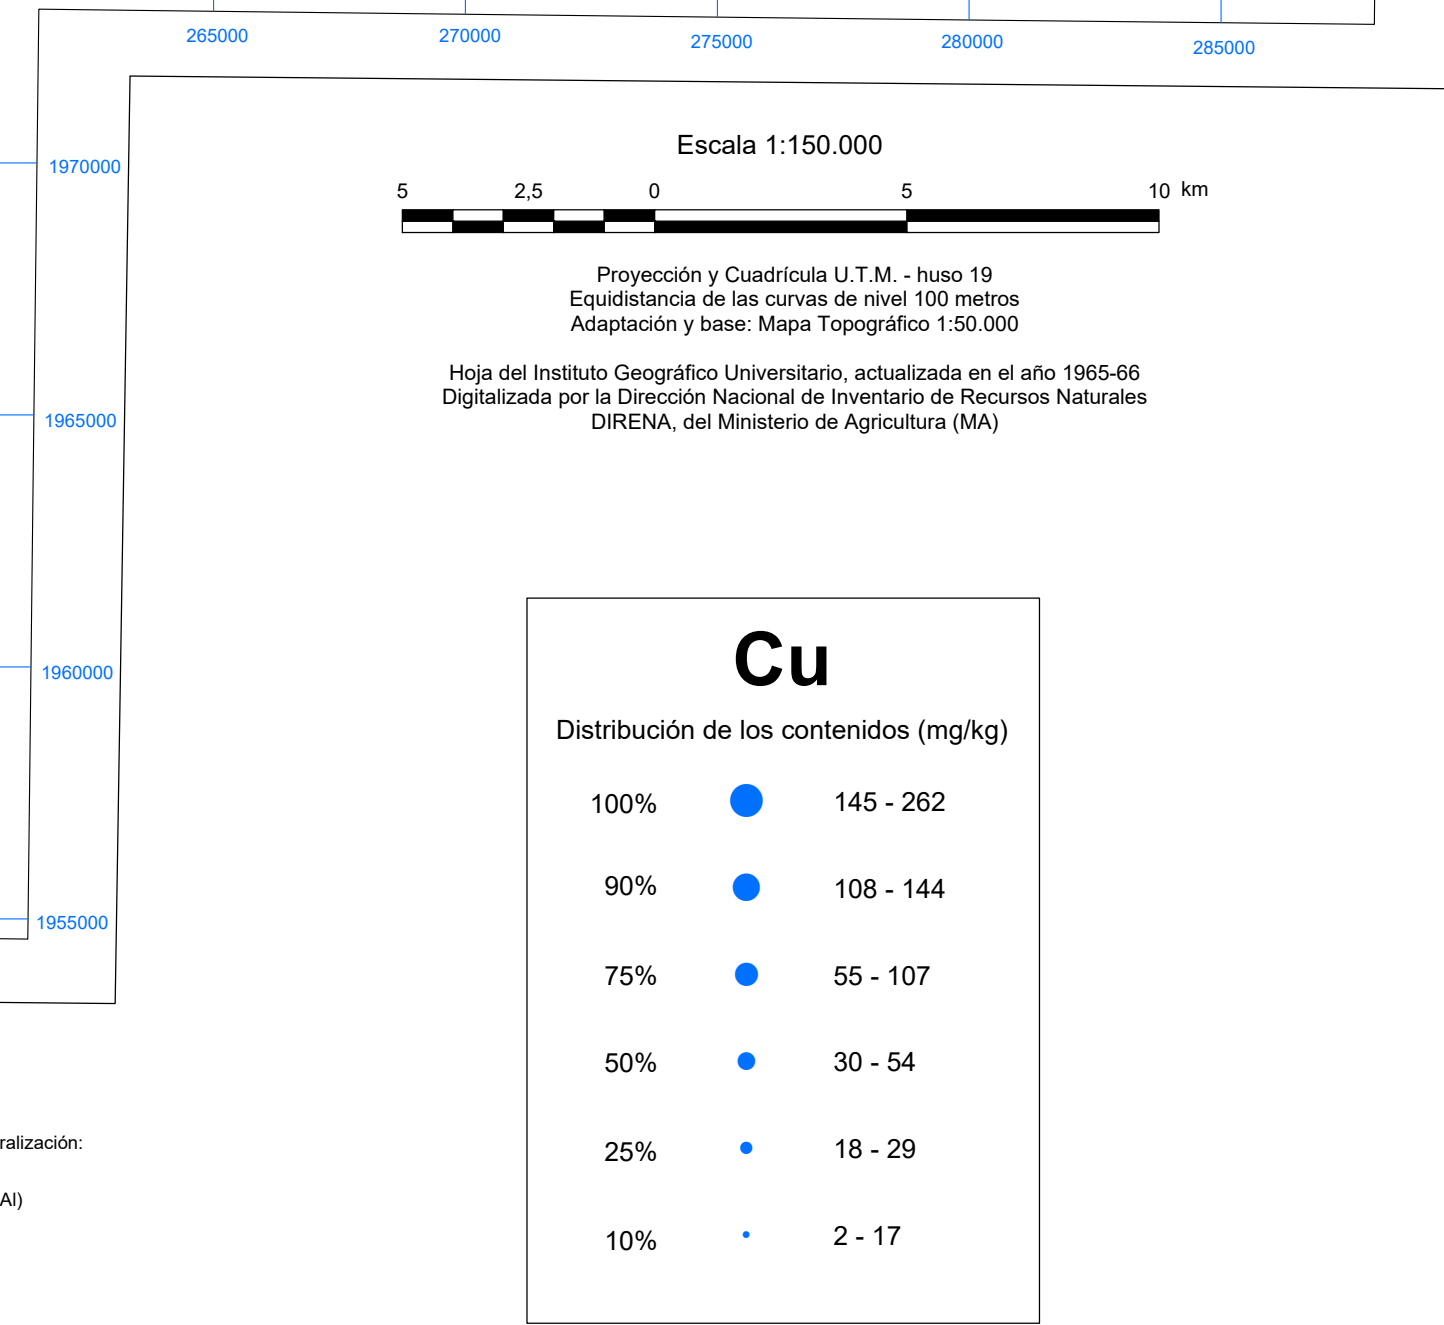 265000 270000 275000 280000 285000
1970000
1965000
1960000
1955000
Escala 1:150.000
5 2,5 0 5 10 km
Proyección y Cuadrícula U.T.M. - huso 19
Equidistancia de las curvas de nivel 100 metros
Adaptación y base: Mapa Topográfico 1:50.000
Hoja del Instituto Geográfico Universitario, actualizada en el año 1965-66
Digitalizada por la Dirección Nacional de Inventario de Recursos Naturales
DIRENA, del Ministerio de Agricultura (MA)
ralización:
Al)
Cu
Distribución de los contenidos (mg/kg)
100% 145 - 262
90% 108 - 144
75% 55 - 107
50% 30 - 54
25% 18 - 29
10% 2 - 17